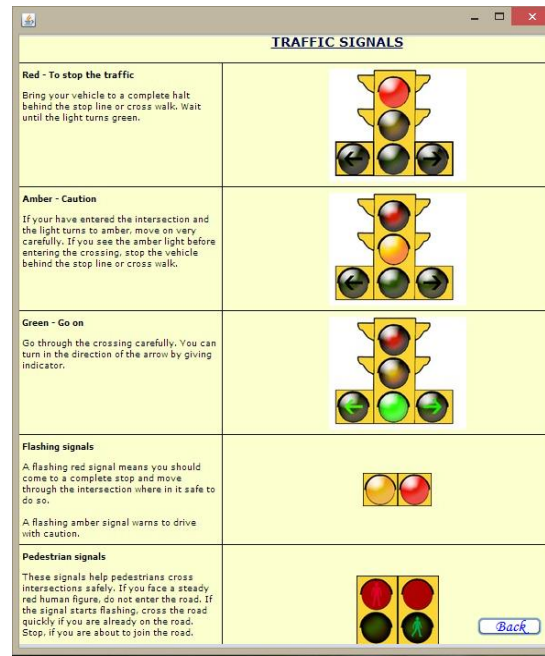 TRAFFIC SIGNALS
Red - To stop the traffic
Bring your vehicle to a complete halt
behind the stop line or cross walk. Wait
until the light turns green.
Amber - Caution
If your have entered the intersection and
the light turns to amber, move on very
carefully. If you see the amber light before
entering the crossing, stop the vehicle
behind the stop line or cross walk.
Green - Go on
Go through the crossing carefully. You can
turn in the direction of the arrow by giving
indicator.
Flashing signals
A flashing red signal means you should
come to a complete stop and move
through the intersection where in it safe to
do so.
A flashing amber signal warns to drive
with caution.
Pedestrian signals
These signals help pedestrians cross
intersections safely. If you face a steady
red human figure, do not enter the road. If
the signal starts flashing, cross the road
quickly if you are already on the road.
Stop, if you are about to join the road.
Back